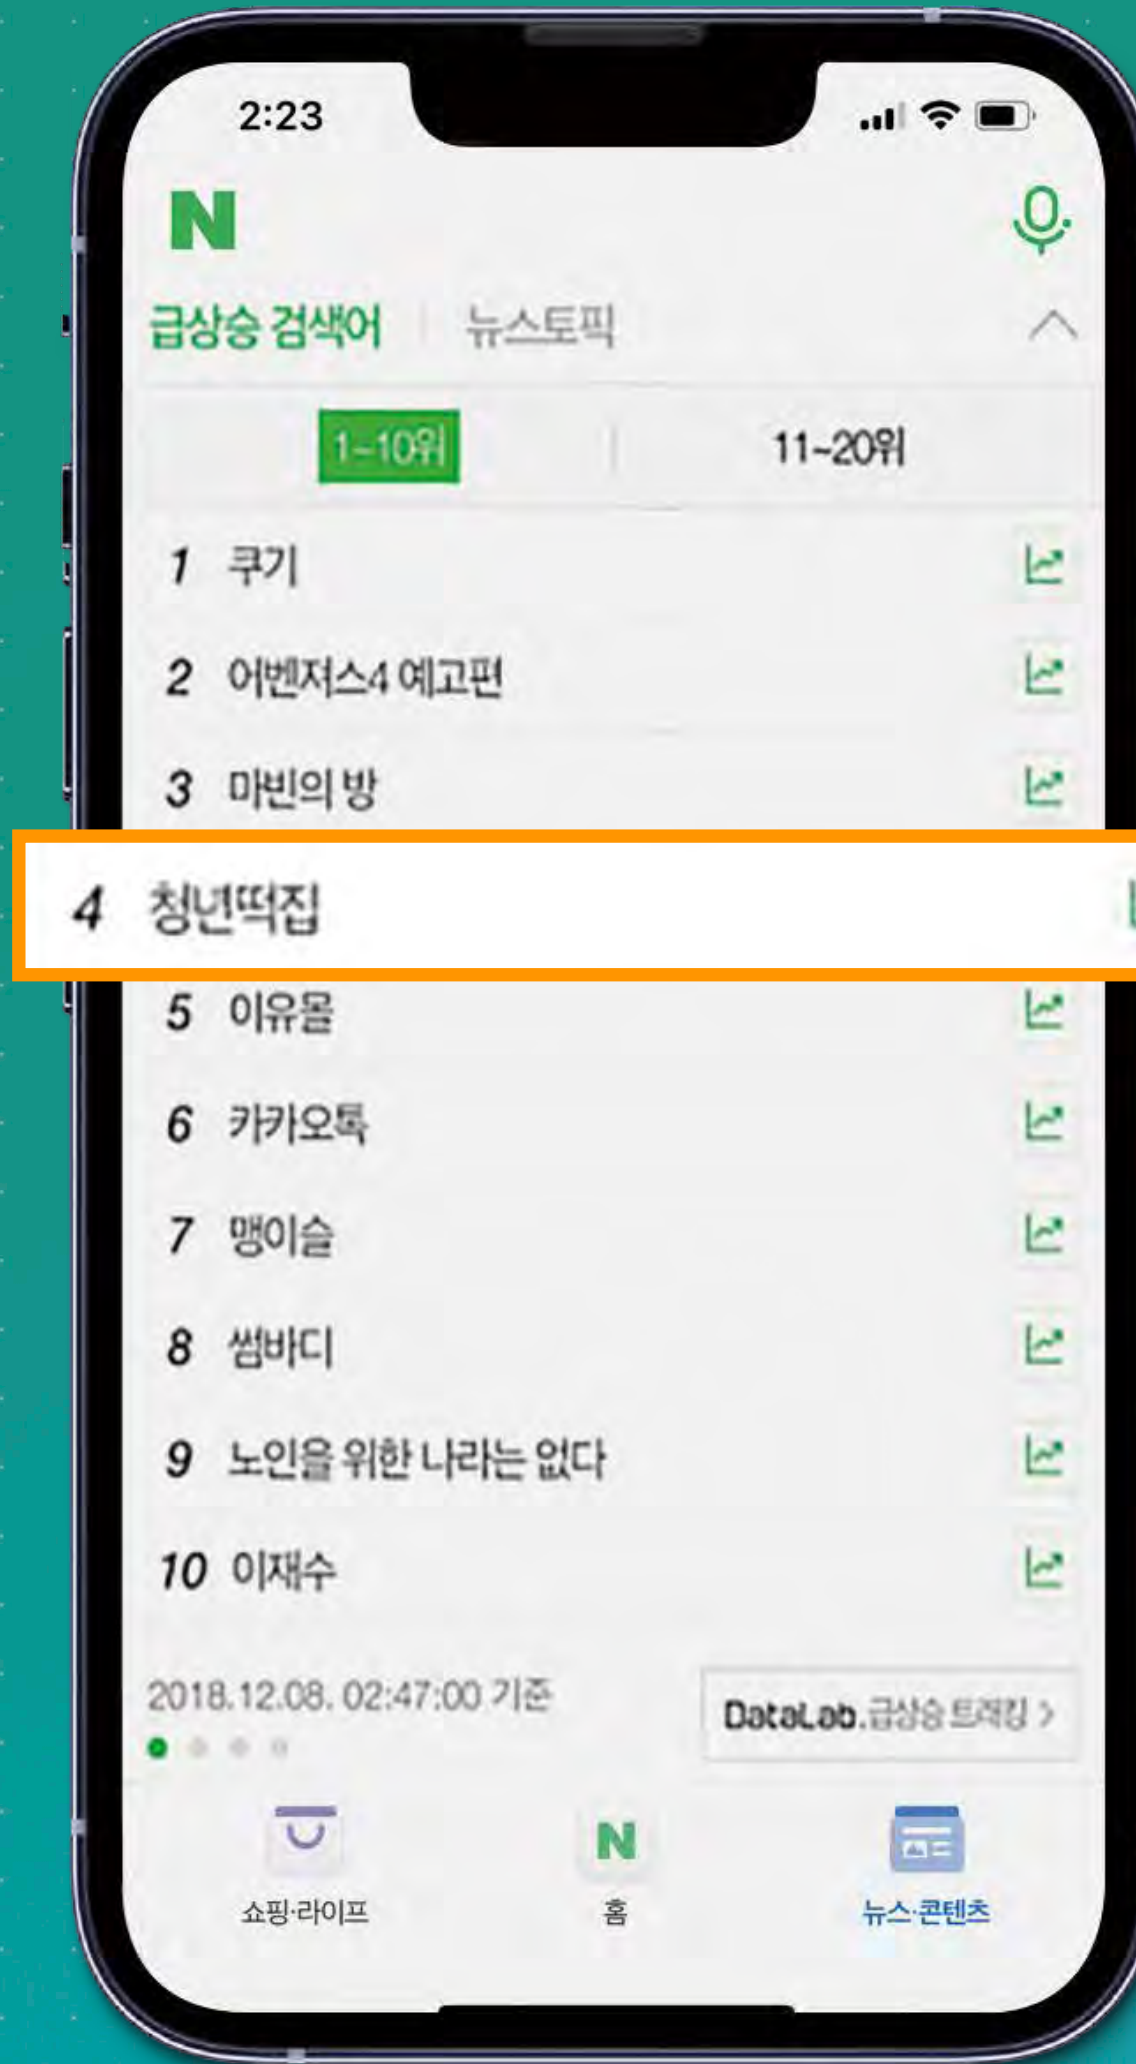 2:23
N
급상승 검색어 뉴스토픽
1~10위 11~20위
1 쿠기
2 어벤져스4 예고편
3 마빈의 방
4 청년떡집
5 이유몰
6 카카오톡
7 맹이슬
8 썸바디
9 노인을 위한 나라는 없다
10 이재수
2018.12.08. 02:47:00 기준 DataLab.급상승 트래킹 >
N
쇼핑·라이프 홈 뉴스·콘텐츠